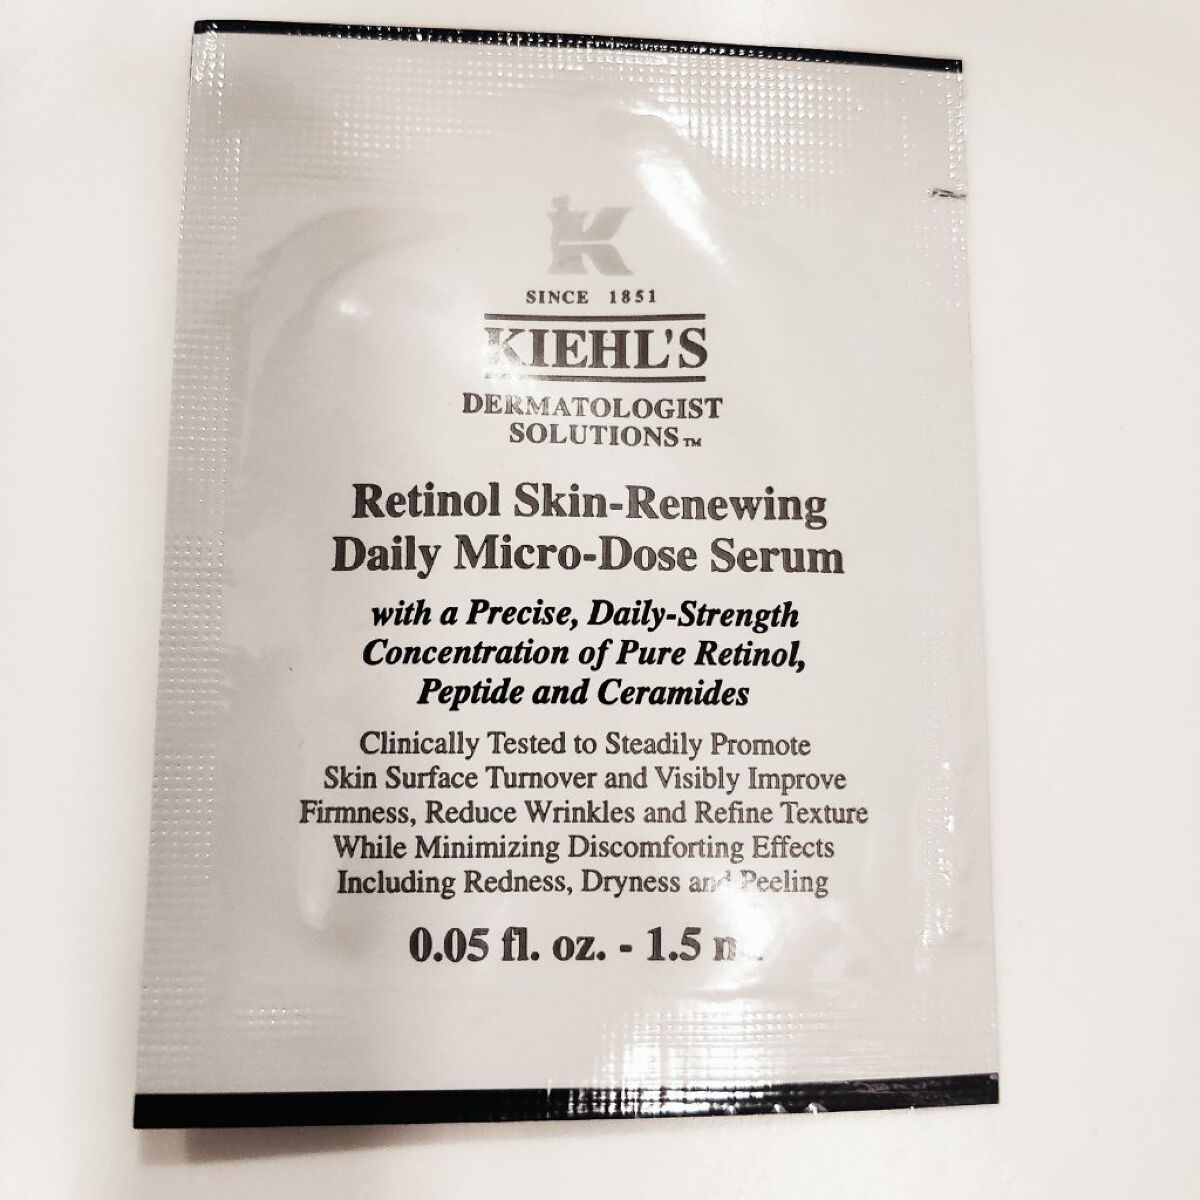 K
SINCE 1851
KIEHL'S
DERMATOLOGIST
SOLUTIONS™
Retinol Skin-Renewing
Daily Micro-Dose Serum
with a Precise, Daily-Strength
Concentration of Pure Retinol,
Peptide and Ceramides
Clinically Tested to Steadily Promote
Skin Surface Turnover and Visibly Improve
Firmness, Reduce Wrinkles and Refine Texture
While Minimizing Discomforting Effects
Including Redness, Dryness and Peeling
0.05 fl. oz. - 1.5